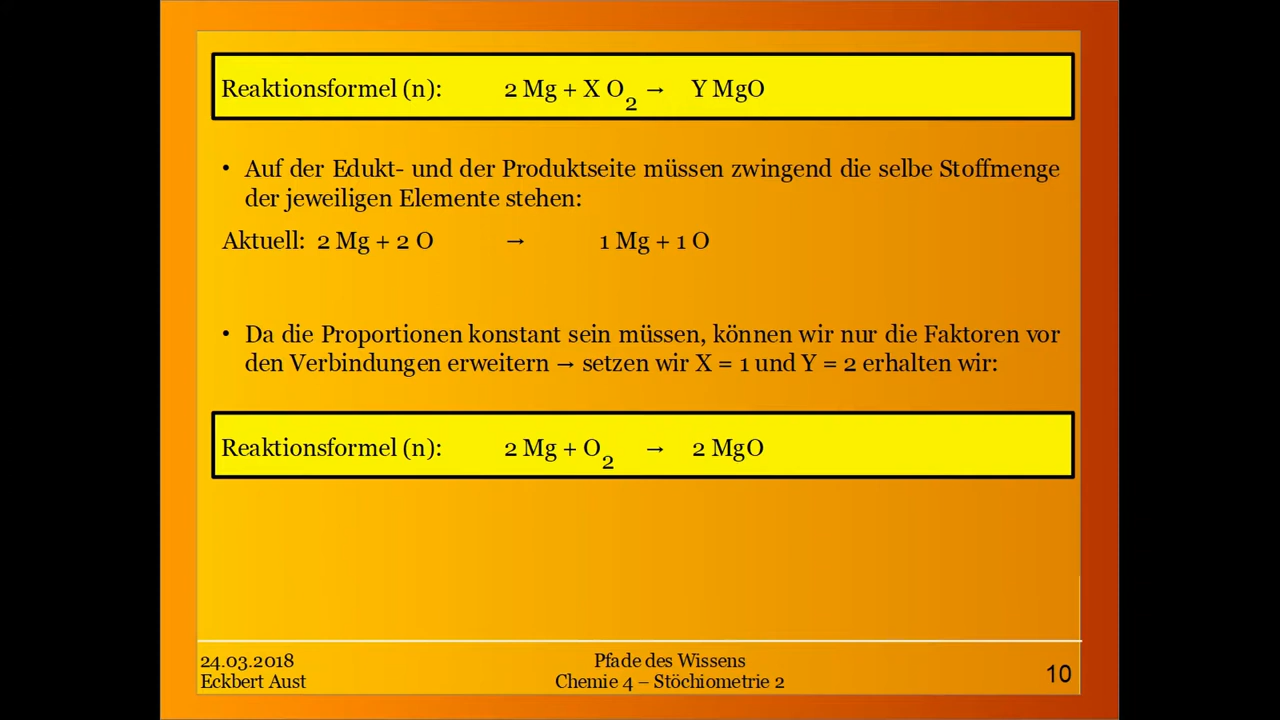 Reaktionsformel (n): 2 Mg + X O₂ → Y MgO
• Auf der Edukt- und der Produktseite müssen zwingend die selbe Stoffmenge
der jeweiligen Elemente stehen:
Aktuell: 2 Mg + 2 O → 1 Mg + 1 O
• Da die Proportionen konstant sein müssen, können wir nur die Faktoren vor
den Verbindungen erweitern → setzen wir X = 1 und Y = 2 erhalten wir:
Reaktionsformel (n): 2 Mg + O₂ → 2 MgO
24.03.2018
Eckbert Aust
Pfade des Wissens
Chemie 4 – Stöchiometrie 2
10